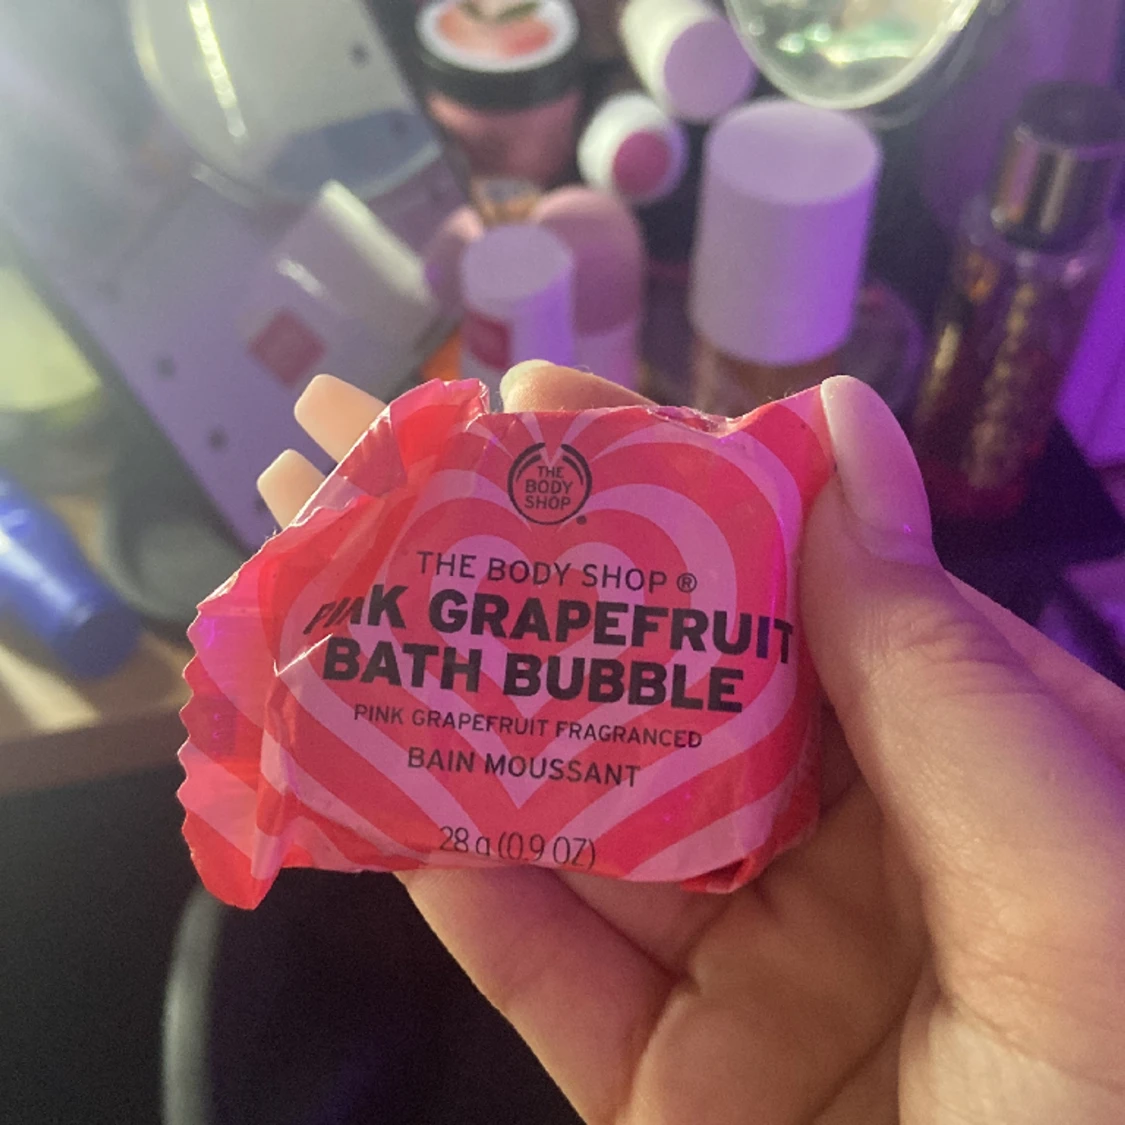 THE
BODY
SHOP
THE BODY SHOP ®
PINK GRAPEFRUIT
BATH BUBBLE
PINK GRAPEFRUIT FRAGRANCED
BAIN MOUSSANT
28 g (0.9 OZ)